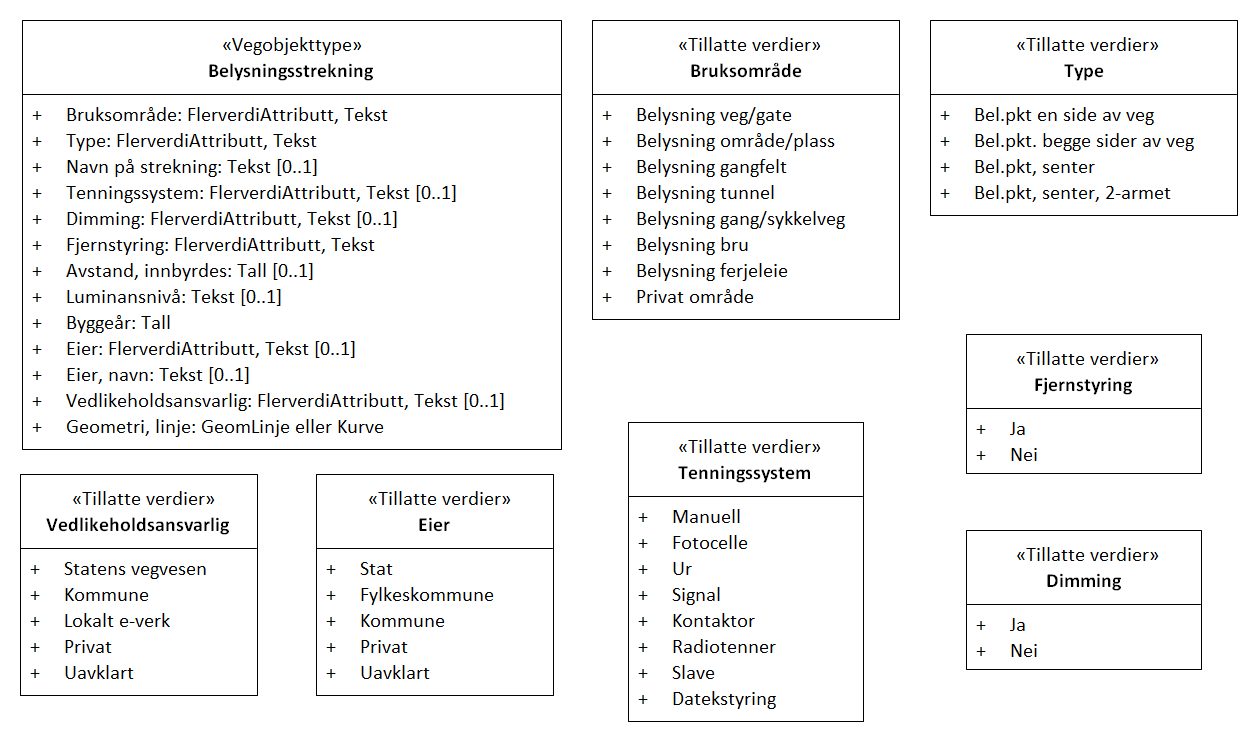 «Vegobjekttype»
Belysningsstrekning
+ Bruksområde: FlerverdiAttributt, Tekst
+ Type: FlerverdiAttributt, Tekst
+ Navn på strekning: Tekst [0..1]
+ Tenningssystem: FlerverdiAttributt, Tekst [0..1]
+ Dimming: FlerverdiAttributt, Tekst [0..1]
+ Fjernstyring: FlerverdiAttributt, Tekst
+ Avstand, innbyrdes: Tall [0..1]
+ Luminansnivå: Tekst [0..1]
+ Byggeår: Tall
+ Eier: FlerverdiAttributt, Tekst [0..1]
+ Eier, navn: Tekst [0..1]
+ Vedlikeholdsansvarlig: FlerverdiAttributt, Tekst [0..1]
+ Geometri, linje: GeomLinje eller Kurve
«Tillatte verdier»
Bruksområde
+ Belysning veg/gate
+ Belysning område/plass
+ Belysning gangfelt
+ Belysning tunnel
+ Belysning gang/sykkelveg
+ Belysning bru
+ Belysning ferjeleie
+ Privat område
«Tillatte verdier»
Type
+ Bel.pkt en side av veg
+ Bel.pkt. begge sider av veg
+ Bel.pkt, senter
+ Bel.pkt, senter, 2-armet
«Tillatte verdier»
Fjernstyring
+ Ja
+ Nei
«Tillatte verdier»
Vedlikeholdsansvarlig
+ Statens vegvesen
+ Kommune
+ Lokalt e-verk
+ Privat
+ Uavklart
«Tillatte verdier»
Eier
+ Stat
+ Fylkeskommune
+ Kommune
+ Privat
+ Uavklart
«Tillatte verdier»
Tenningssystem
+ Manuell
+ Fotocelle
+ Ur
+ Signal
+ Kontaktor
+ Radiotenner
+ Slave
+ Datekstyring
«Tillatte verdier»
Dimming
+ Ja
+ Nei